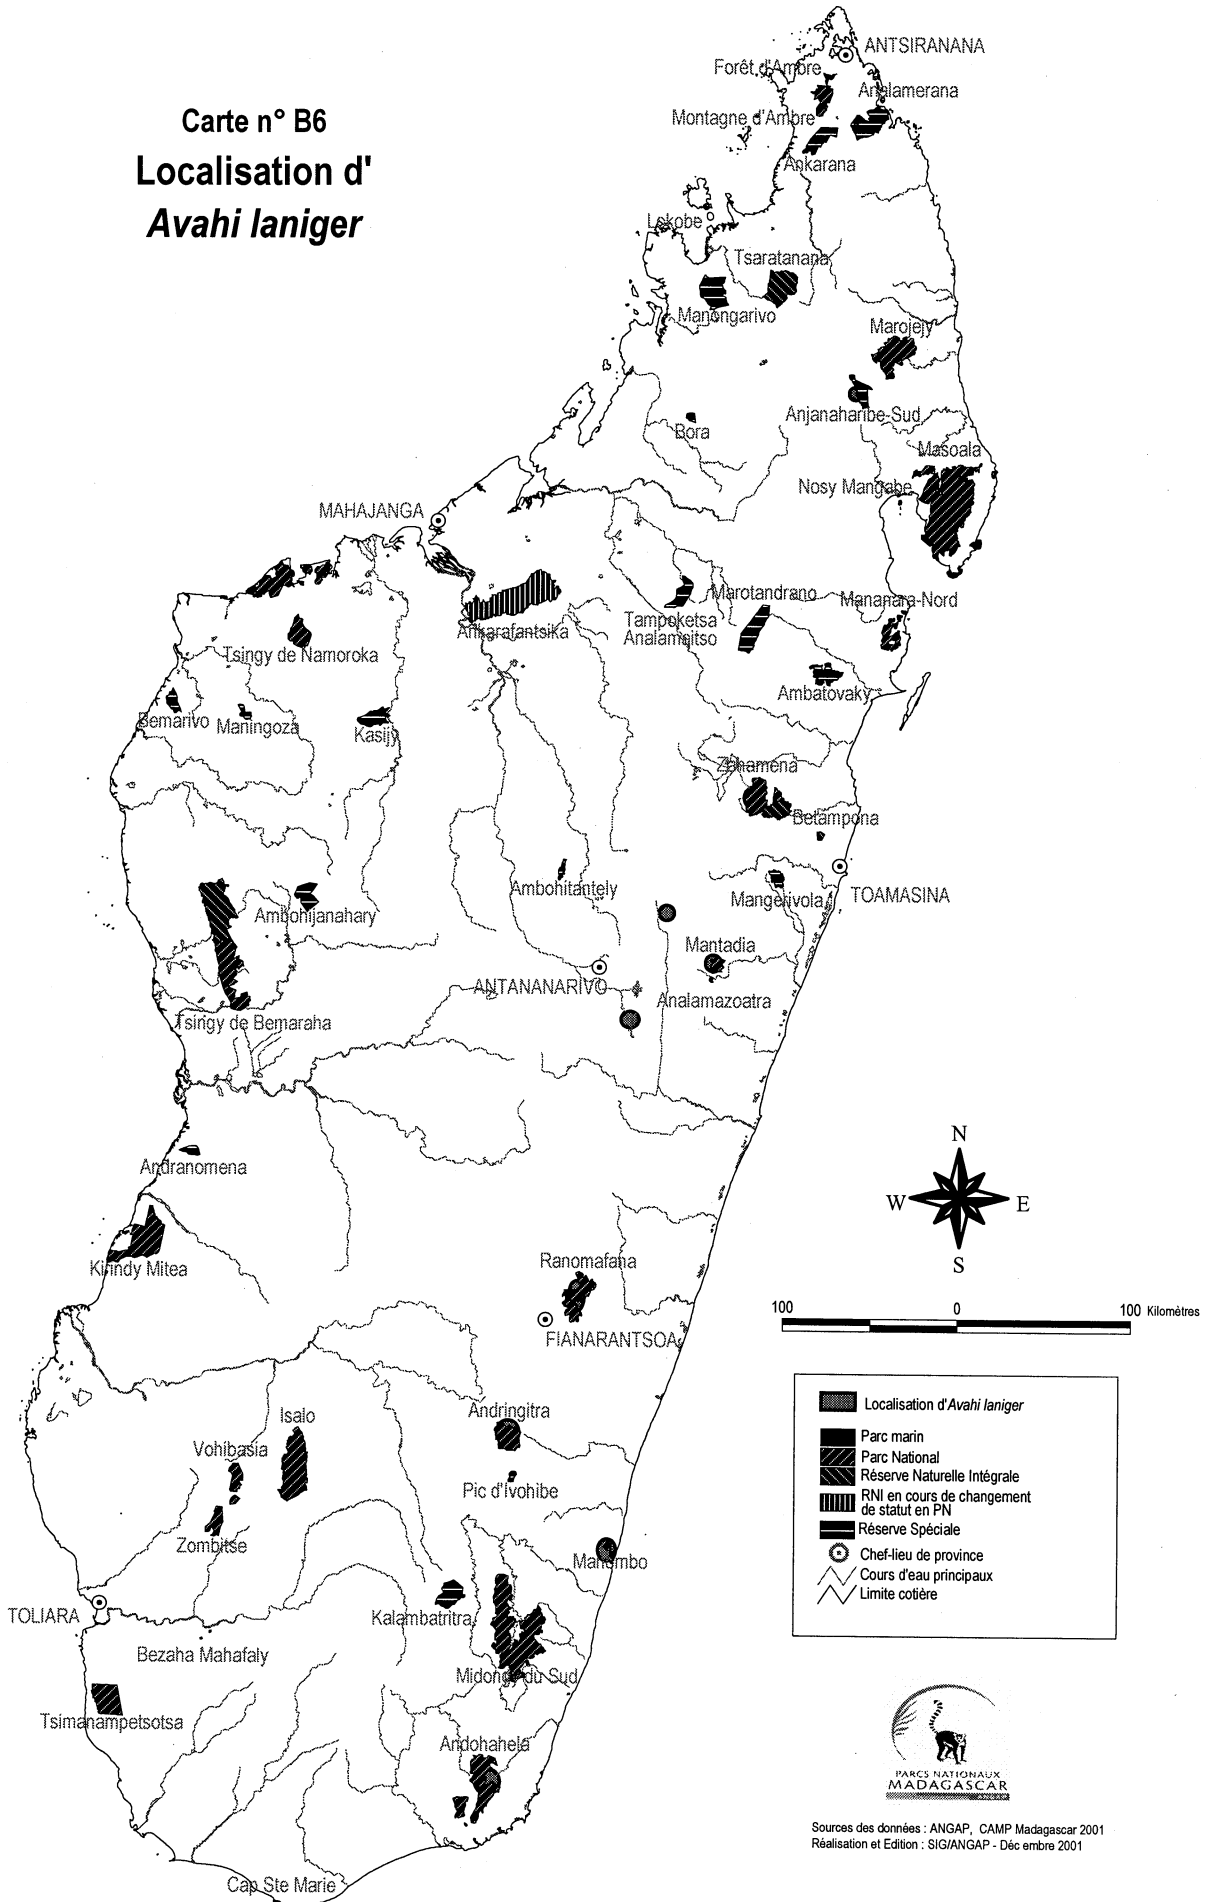 Carte n° B6
Localisation d'
Avahi laniger
ANTSIRANANA
Forêt d'Ambre
Analamerana
Montagne d'Ambre
Ankarana
Lokobe
Tsaratanana
Manongarivo
Marojejy
Anjanaharibe-Sud
Bora
Masoala
Nosy Mangabe
MAHAJANGA
Marotandrano
Mananara-Nord
Tampoketsa
Analamaitso
Ankarafantsika
Tsingy de Namoroka
Ambatovaky
Bemarivo
Maningoza
Kasijy
Zahamena
Betampona
Ambohitantely
Mangerivola
TOAMASINA
Ambohijanahary
Mantadia
ANTANANARIVO
Analamazoatra
Tsingy de Bemaraha
N
W
E
S
Andranomena
Kirindy Mitea
Ranomafana
FIANARANTSOA
100
0
100 Kilomètres
Localisation d'Avahi laniger
Parc marin
Parc National
Réserve Naturelle Intégrale
RNI en cours de changement
de statut en PN
Réserve Spéciale
Chef-lieu de province
Cours d'eau principaux
Limite cotière
Andringitra
Isalo
Vohibasia
Pic d'Ivohibe
Zombitse
Manombo
TOLIARA
Kalambatritra
Bezaha Mahafaly
Midongy du Sud
Tsimanampetsotsa
Andohahela
Cap Ste Marie
PARCS NATIONAUX
MADAGASCAR
ANGAP
Sources des données : ANGAP, CAMP Madagascar 2001
Réalisation et Edition : SIG/ANGAP - Déc embre 2001